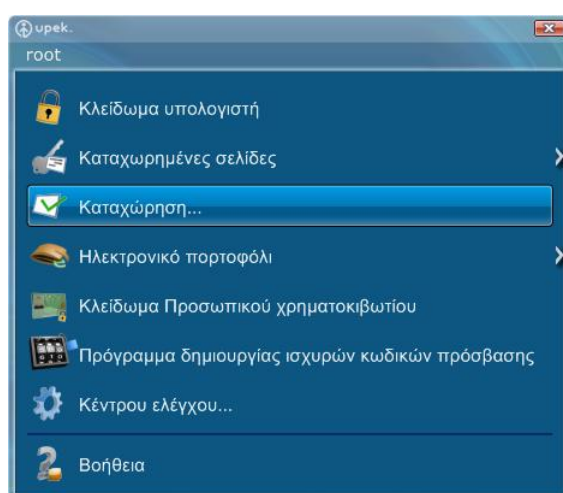 upek.
root
Κλείδωμα υπολογιστή
Καταχωρημένες σελίδες
Καταχώρηση...
Ηλεκτρονικό πορτοφόλι
Κλείδωμα Προσωπικού χρηματοκιβωτίου
Πρόγραμμα δημιουργίας ισχυρών κωδικών πρόσβασης
Κέντρου ελέγχου...
Βοήθεια